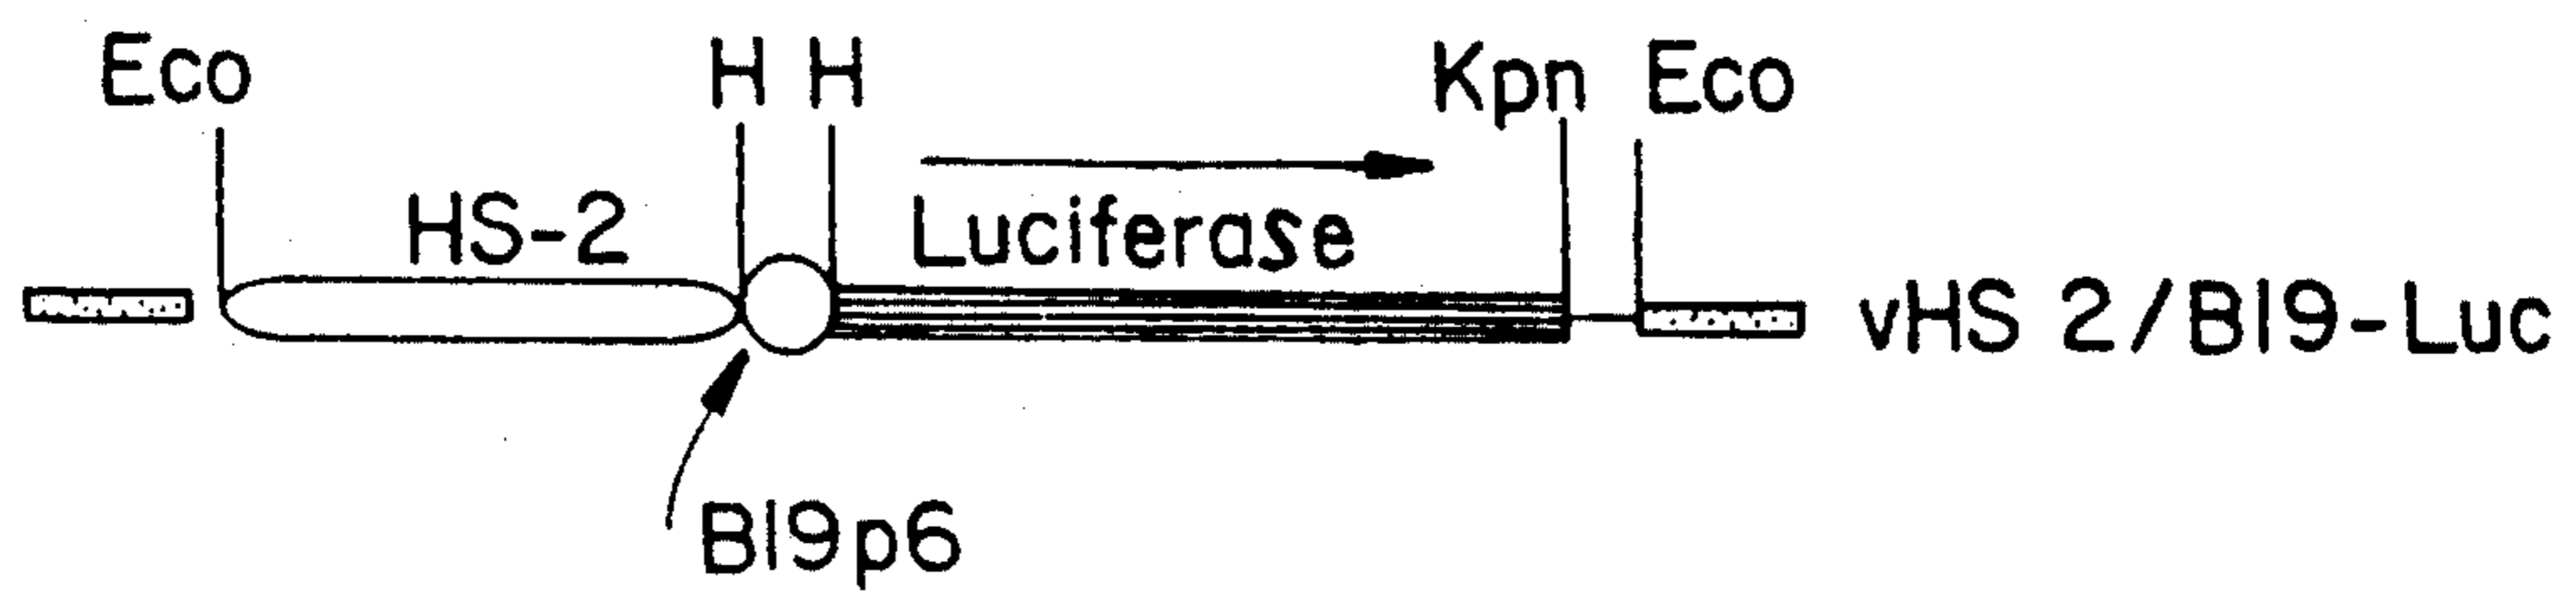 Eco H H Kpn Eco
HS-2 Luciferase
vHS 2/B19-Luc
B19p6